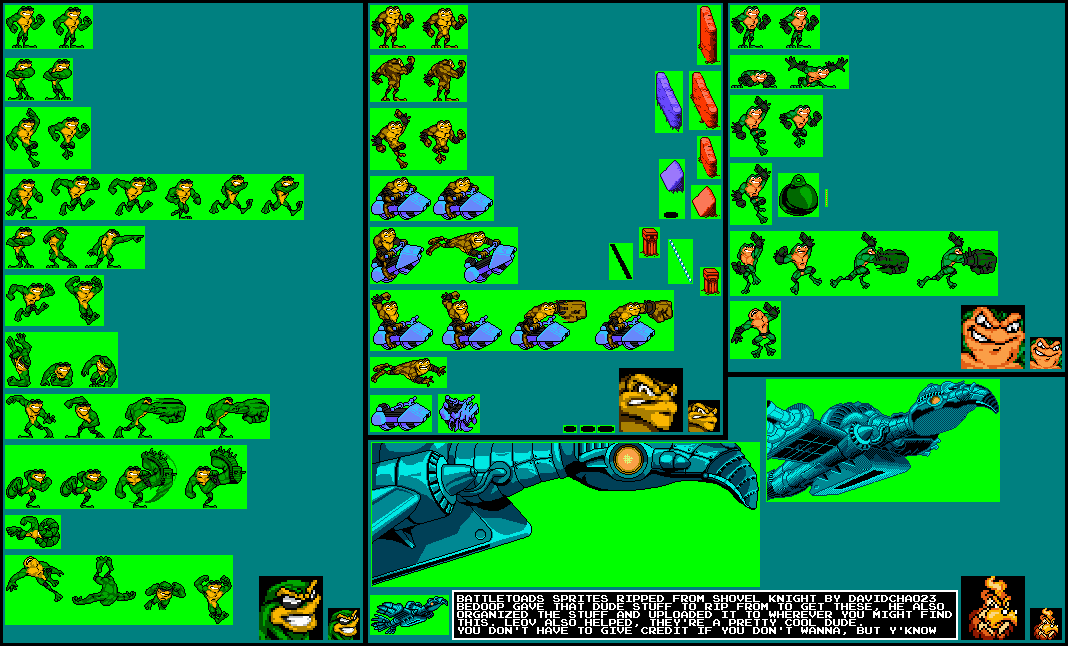 BATTLETOADS SPRITES RIPPED FROM SHOVEL KNIGHT BY DAVIDCHAO23
BEDOOP GAVE THAT DUDE STUFF TO RIP FROM TO GET THESE, HE ALSO
ORGANIZED IT STUFF AND UPLOADED IT TO WHEREVER YOU MIGHT FIND
THIS. LEOV ALSO HELPED, THEY'RE A PRETTY COOL DUDE.
YOU DON'T HAVE TO GIVE CREDIT IF YOU DON'T WANNA, BUT Y'KNOW